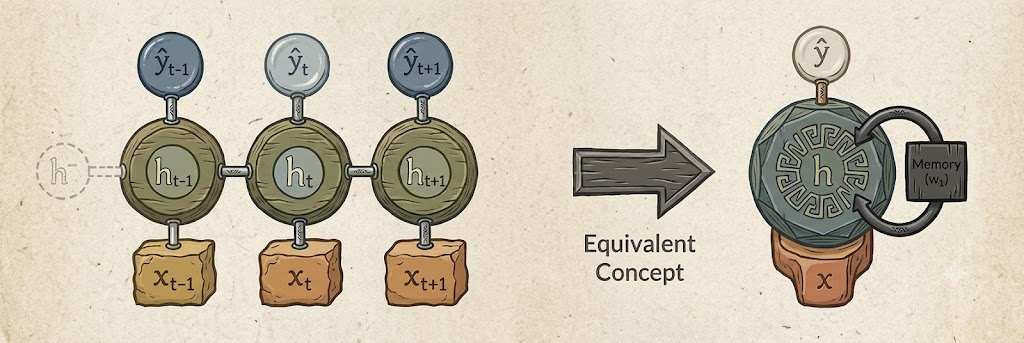 ŷt-1
ŷt
ŷt+1
h
ht-1
ht
ht+1
xt-1
xt
xt+1
Equivalent
Concept
ŷ
h
Memory
(w₁)
x